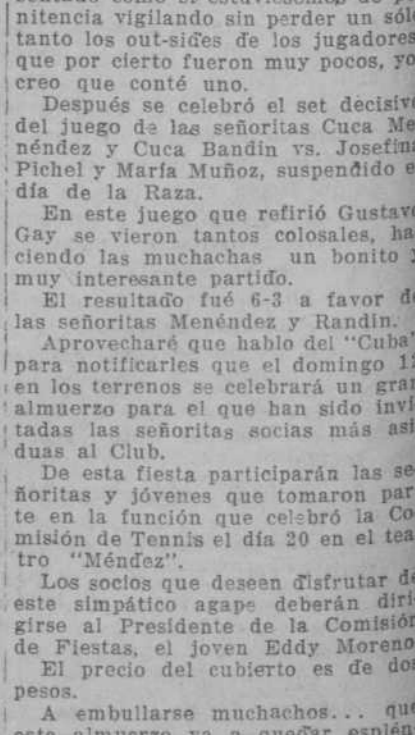 nitencia vigilando sin perder un sól
tanto los out-sides de los jugadores
que por cierto fueron muy pocos, yo
creo que conté uno.
Después se celebró el set decisiv
del juego de las señoritas Cuca Me
néndez y Cuca Bandin vs. Josefina
Pichel y María Muñoz, suspendido e
día de la Raza.
En este juego que refirió Gustavo
Gay se vieron tantos colosales, ha
ciendo las muchachas un bonito y
muy interesante partido.
El resultado fué 6-3 a favor de
las señoritas Menéndez y Randin.
Aprovecharé que hablo del "Cuba"
para notificarles que el domingo
en los terrenos se celebrará un gran
almuerzo para el que han sido invi
tadas las señoritas socias más asi
duas al Club.
De esta fiesta participarán las se
ñoritas y jóvenes que tomaron par
te en la función que celebró la Co
misión de Tennis el día 20 en el tea
tro "Méndez".
Los socios que deseen disfrutar de
este simpático agape deberán diri-
girse al Presidente de la Comisión
de Fiestas, el joven Eddy Moreno.
El precio del cubierto es de dos
pesos.
A embullarse muchachos... que
este almuerzo va a quedar esplén